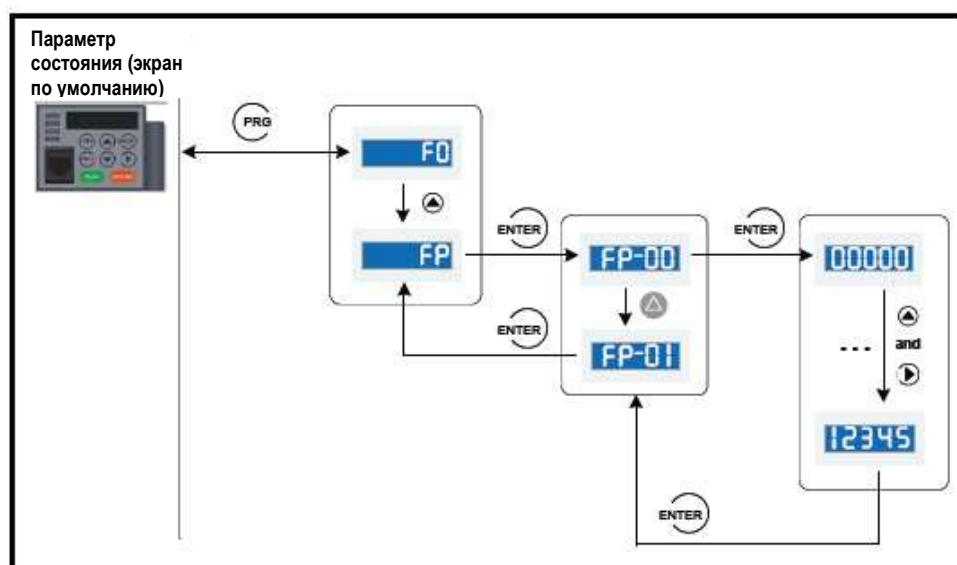 Параметр
состояния (экран
по умолчанию)
PRG
F0
FP
ENTER
ENTER
FP-00
FP-01
ENTER
00000
...
and
12345
ENTER